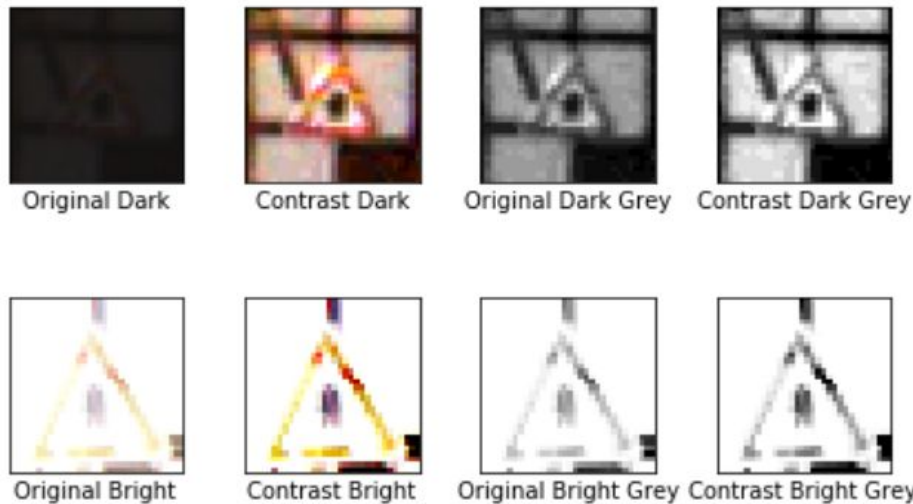 Original Dark
Contrast Dark
Original Dark Grey
Contrast Dark Grey
Original Bright
Contrast Bright
Original Bright Grey
Contrast Bright Grey